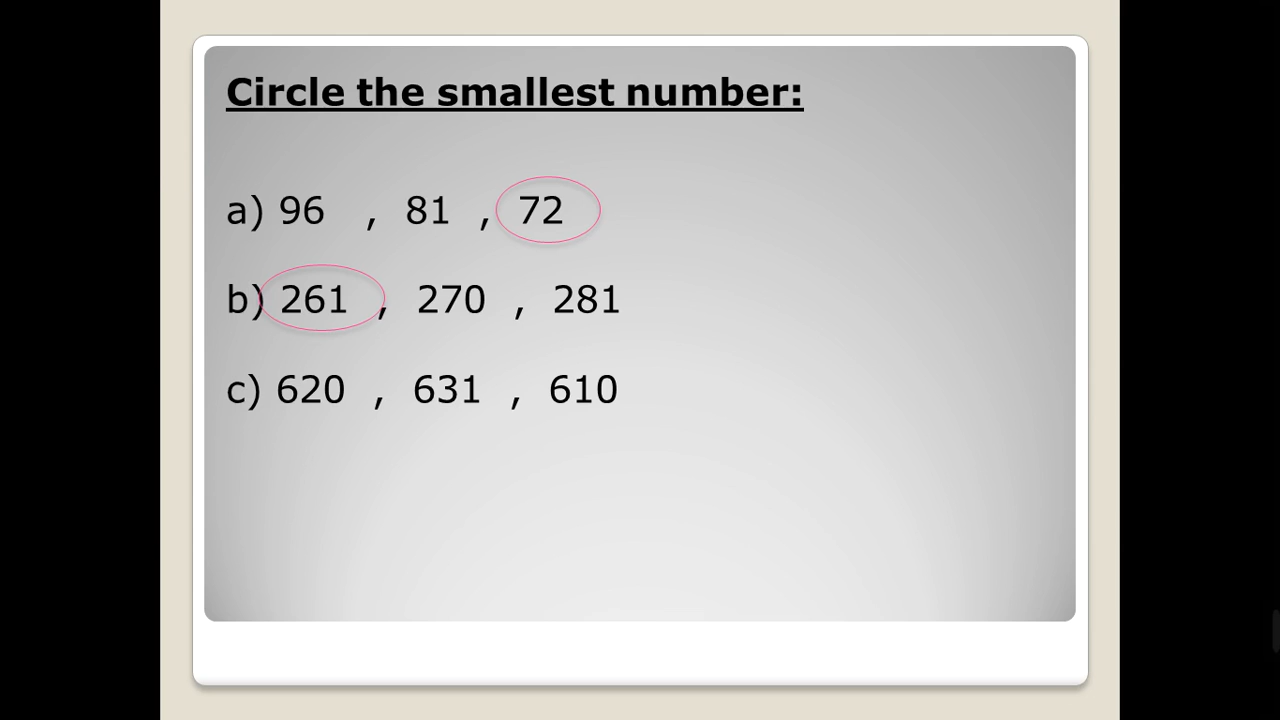 Circle the smallest number:
a) 96 , 81 , 72
b) 261 , 270 , 281
c) 620 , 631 , 610